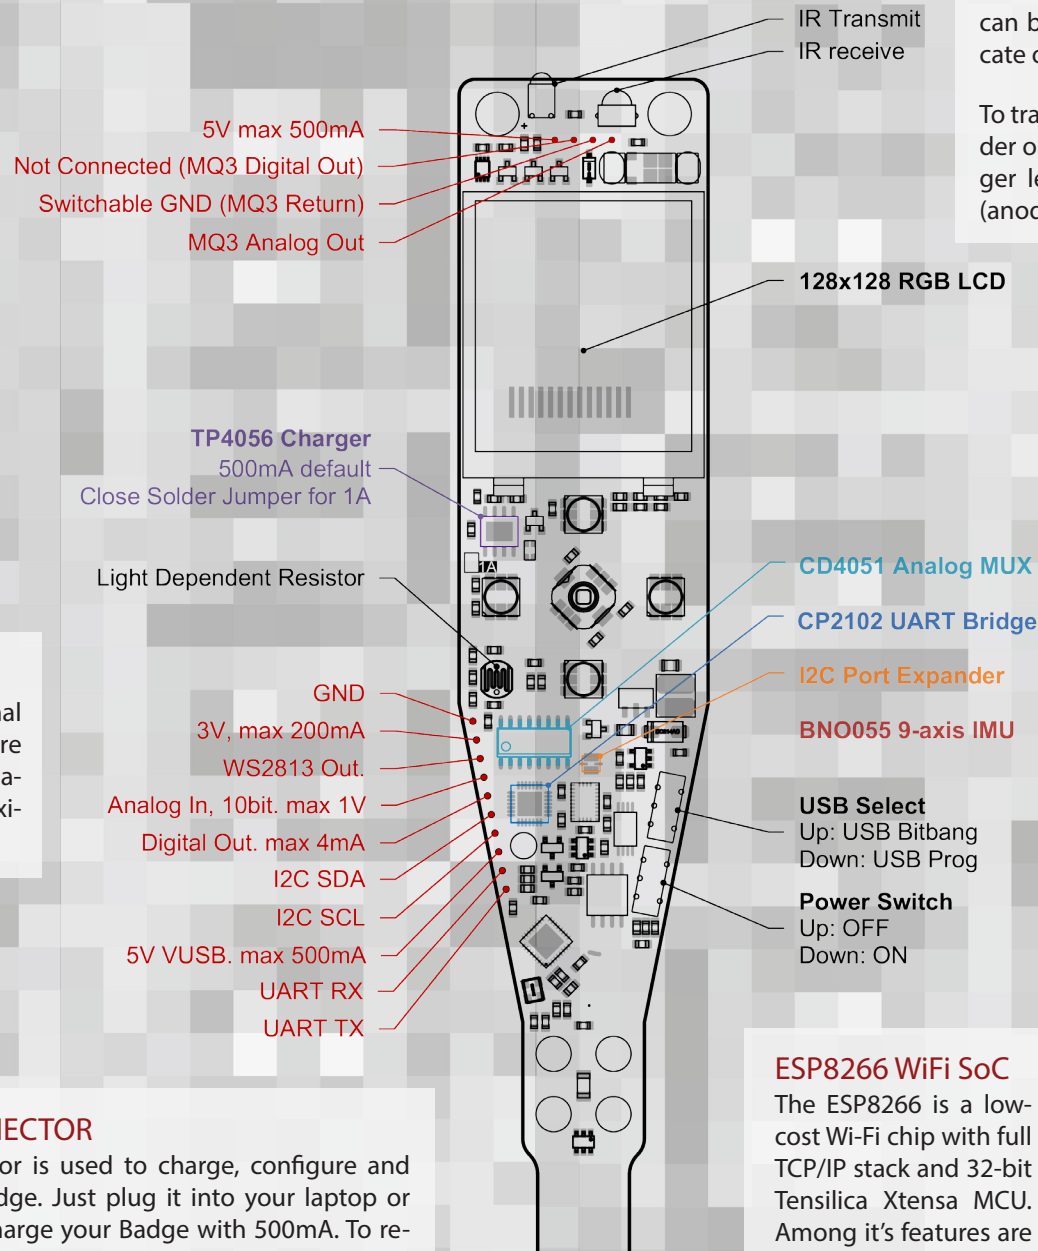 IR Transmit
IR receive
can b
cate o
To tra
der o
ger le
(anod
5V max 500mA
Not Connected (MQ3 Digital Out)
Switchable GND (MQ3 Return)
MQ3 Analog Out
128x128 RGB LCD
TP4056 Charger
500mA default
Close Solder Jumper for 1A
1A
Light Dependent Resistor
CD4051 Analog MUX
CP2102 UART Bridge
I2C Port Expander
BNO055 9-axis IMU
nal
re
a-
xi-
GND
3V, max 200mA
WS2813 Out.
Analog In, 10bit. max 1V
Digital Out. max 4mA
I2C SDA
I2C SCL
5V VUSB. max 500mA
UART RX
UART TX
USB Select
Up: USB Bitbang
Down: USB Prog
Power Switch
Up: OFF
Down: ON
NECTOR
or is used to charge, configure and
dge. Just plug it into your laptop or
harge your Badge with 500mA. To re-
ESP8266 WiFi SoC
The ESP8266 is a low-
cost Wi-Fi chip with full
TCP/IP stack and 32-bit
Tensilica Xtensa MCU.
Among it's features are